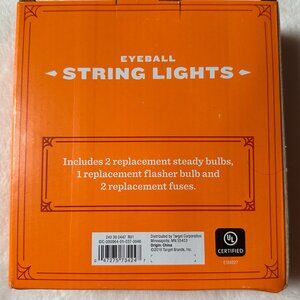 EYEBALL
STRING LIGHTS
Includes 2 replacement steady bulbs,
1 replacement flasher bulb and
2 replacement fuses.
Distributed by Target Corporation
Minneapolis, MN 55403
Origin: China
Target Brands, Inc.
UL
CERTIFIED